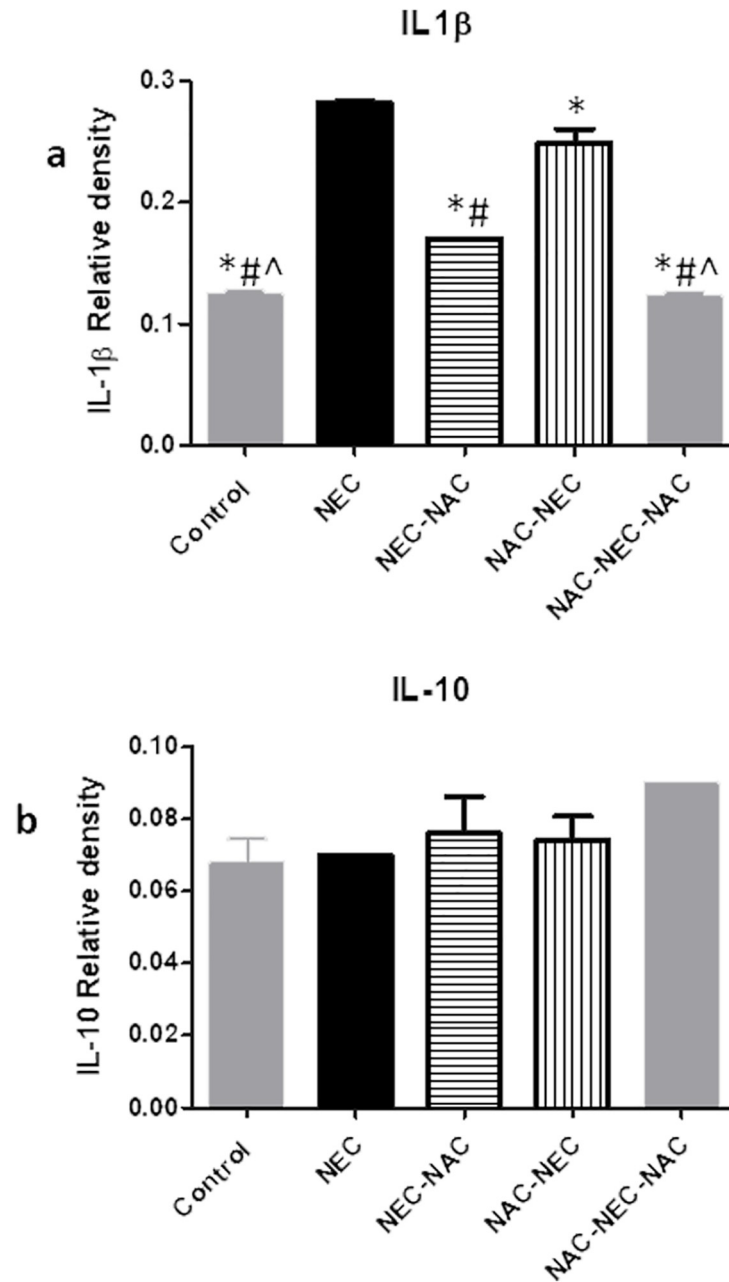 IL1β
a
IL-1β Relative density
0.3
0.2
0.1
0.0
*#^
*#
*
*#^
Control
NEC
NEC-NAC
NAC-NEC
NAC-NEC-NAC
IL-10
b
IL-10 Relative density
0.10
0.08
0.06
0.04
0.02
0.00
Control
NEC
NEC-NAC
NAC-NEC
NAC-NEC-NAC